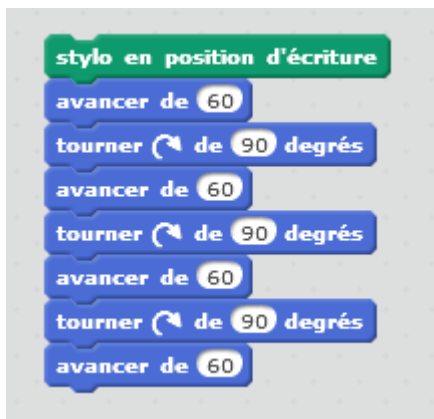 stylo en position d'écriture
avancer de 60
tourner de 90 degrés
avancer de 60
tourner de 90 degrés
avancer de 60
tourner de 90 degrés
avancer de 60